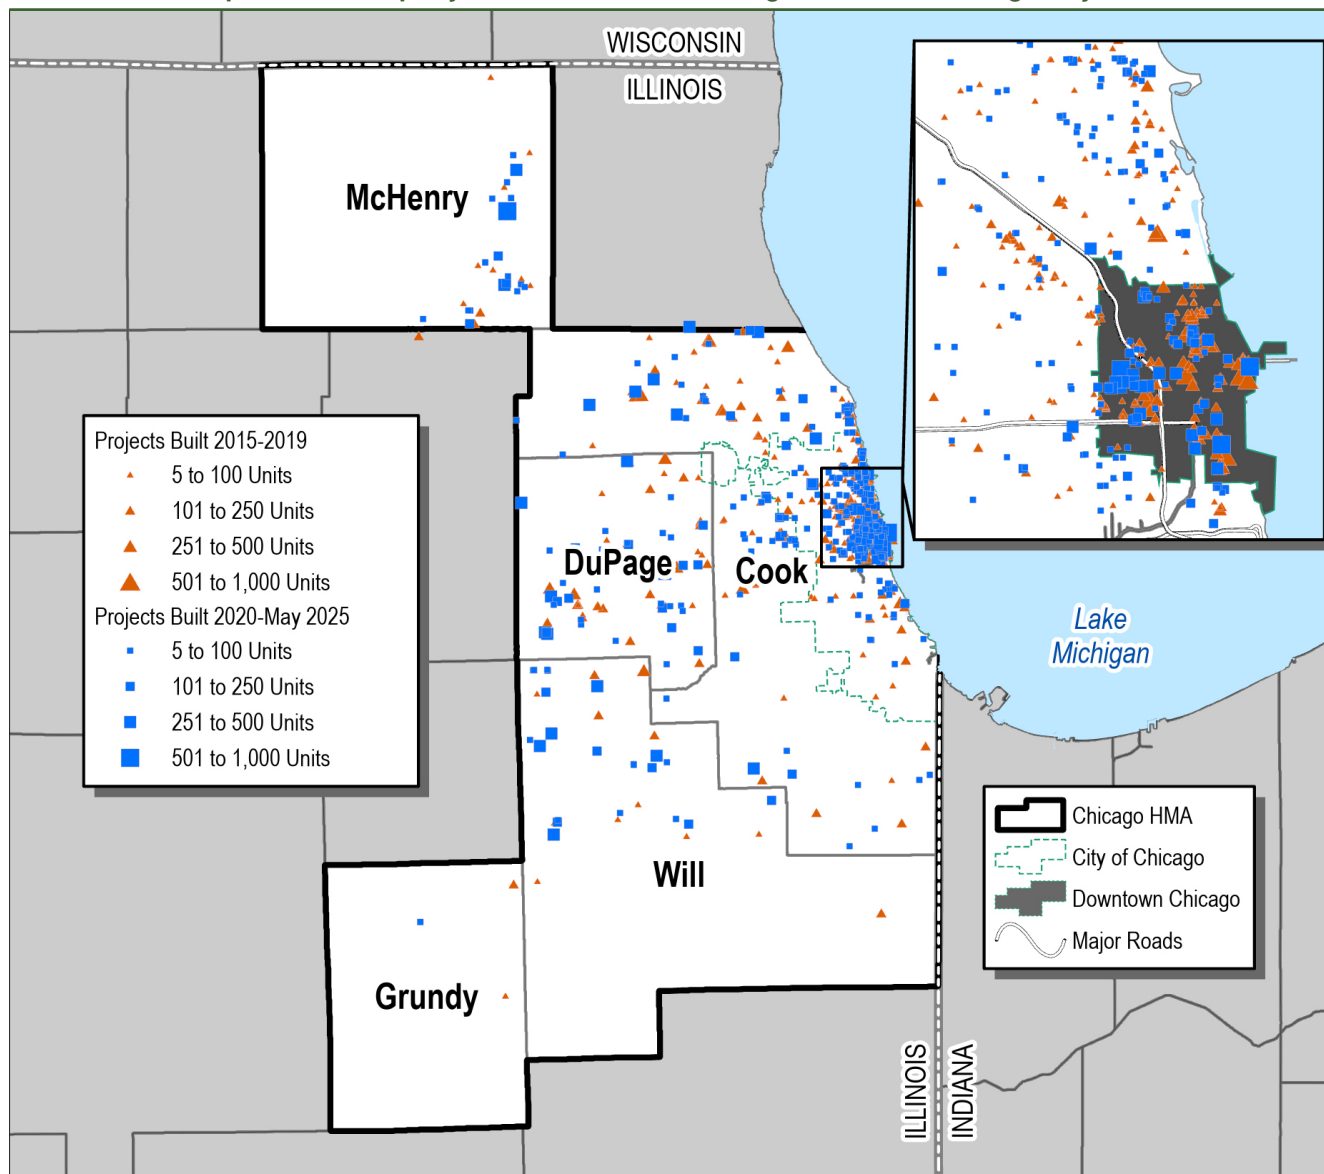 WISCONSIN
ILLINOIS
McHenry
Projects Built 2015-2019
5 to 100 Units
101 to 250 Units
251 to 500 Units
501 to 1,000 Units
Projects Built 2020-May 2025
5 to 100 Units
101 to 250 Units
251 to 500 Units
501 to 1,000 Units
DuPage
Cook
Lake
Michigan
Chicago HMA
City of Chicago
Downtown Chicago
Major Roads
Will
Grundy
ILLINOIS
INDIANA